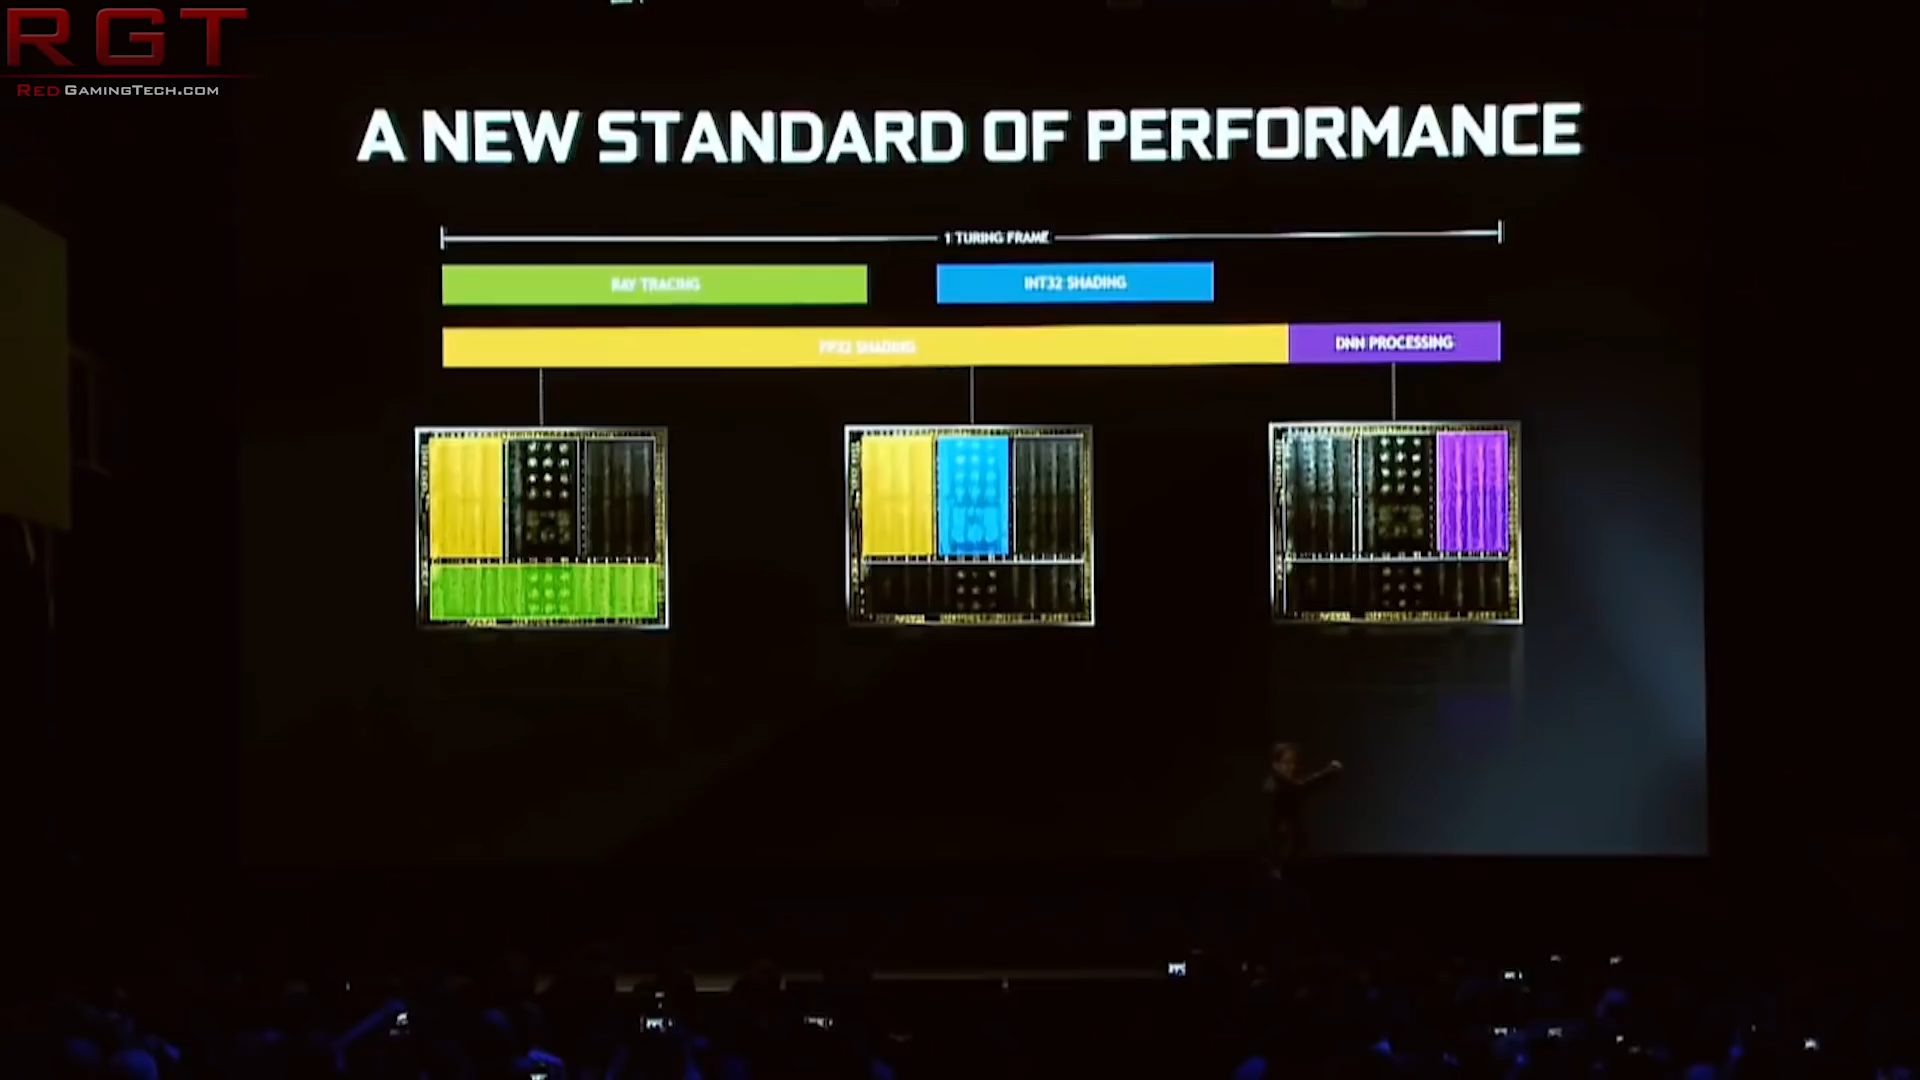 RGT
RedGamingTech.com
A NEW STANDARD OF PERFORMANCE
1 TURING FRAME
RAY TRACING
INT32 SHADING
FP32 SHADING
DNN PROCESSING